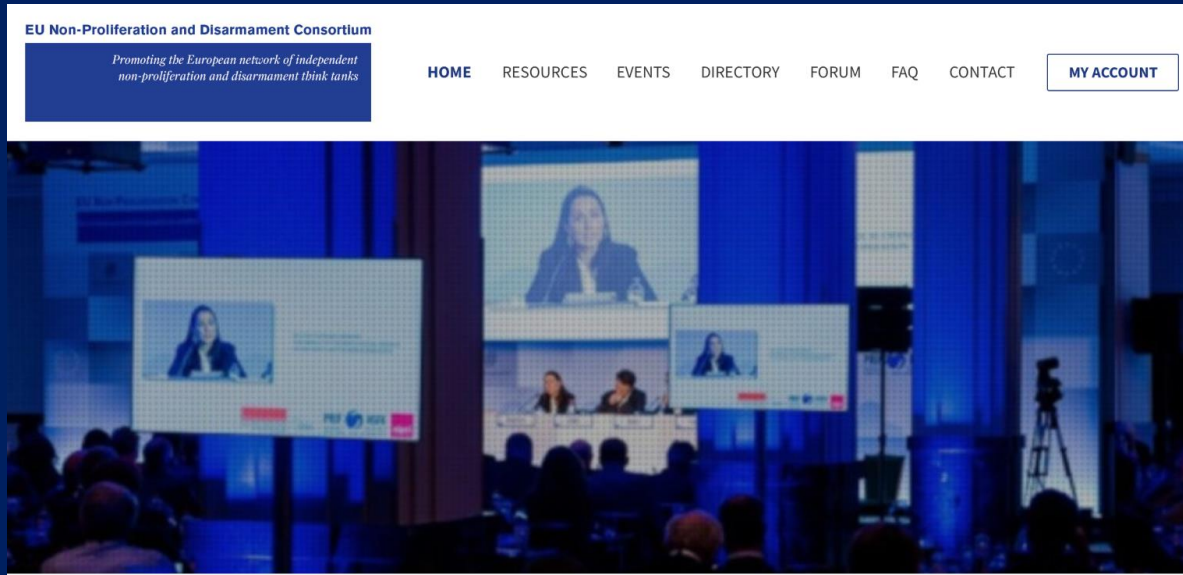 EU Non-Proliferation and Disarmament Consortium
Promoting the European network of independent
non-proliferation and disarmament think tanks
HOME RESOURCES EVENTS DIRECTORY FORUM FAQ CONTACT MY ACCOUNT